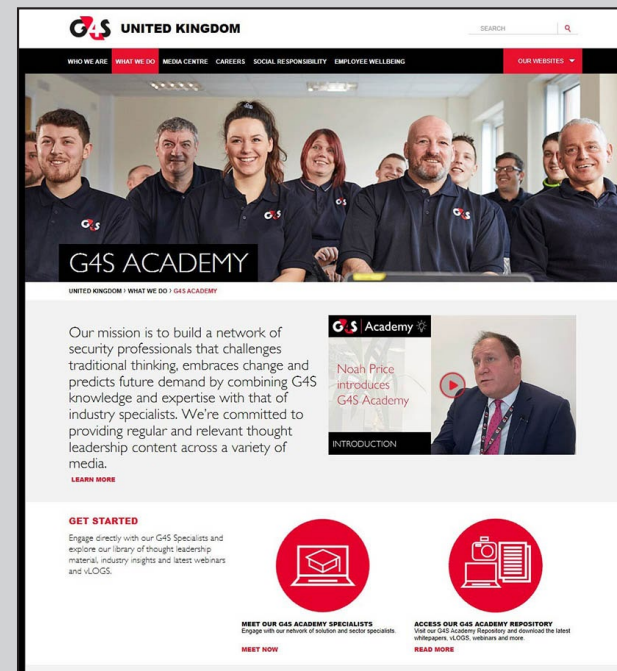 G4S UNITED KINGDOM
SEARCH
WHO WE ARE WHAT WE DO MEDIA CENTRE CAREERS SOCIAL RESPONSIBILITY EMPLOYEE WELLBEING OUR WEBSITES
G4S
G4S
G4S
G4S
G4S ACADEMY
UNITED KINGDOM › WHAT WE DO › G4S ACADEMY
Our mission is to build a network of
security professionals that challenges
traditional thinking, embraces change and
predicts future demand by combining G4S
knowledge and expertise with that of
industry specialists. We're committed to
providing regular and relevant thought
leadership content across a variety of
media.
LEARN MORE
G4S Academy
Noah Price
introduces
G4S Academy
INTRODUCTION
GET STARTED
Engage directly with our G4S Specialists and
explore our library of thought leadership
material, industry insights and latest webinars
and vLOGS.
MEET OUR G4S ACADEMY SPECIALISTS
Engage with our network of solution and sector specialists.
MEET NOW
ACCESS OUR G4S ACADEMY REPOSITORY
Visit our G4S Academy Repository and download the latest
whitepapers, vLOGS, webinars and more.
READ MORE